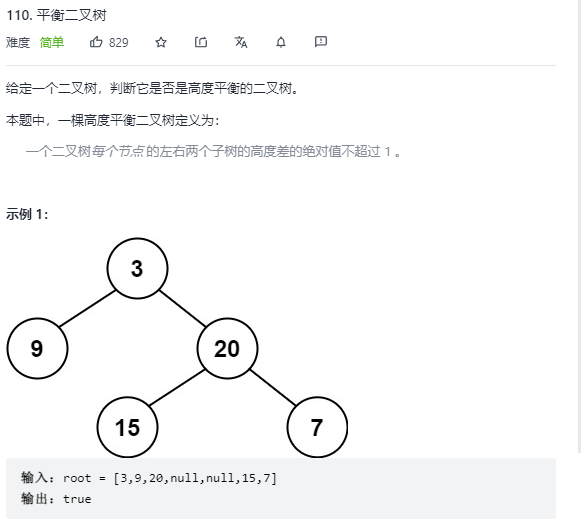 110. 平衡二叉树
难度 简单 829
给定一个二叉树，判断它是否是高度平衡的二叉树。
本题中，一棵高度平衡二叉树定义为：
一个二叉树每个节点 的左右两个子树的高度差的绝对值不超过 1 。
示例 1：
3
9 20
15 7
输入：root = [3,9,20,null,null,15,7]
输出：true